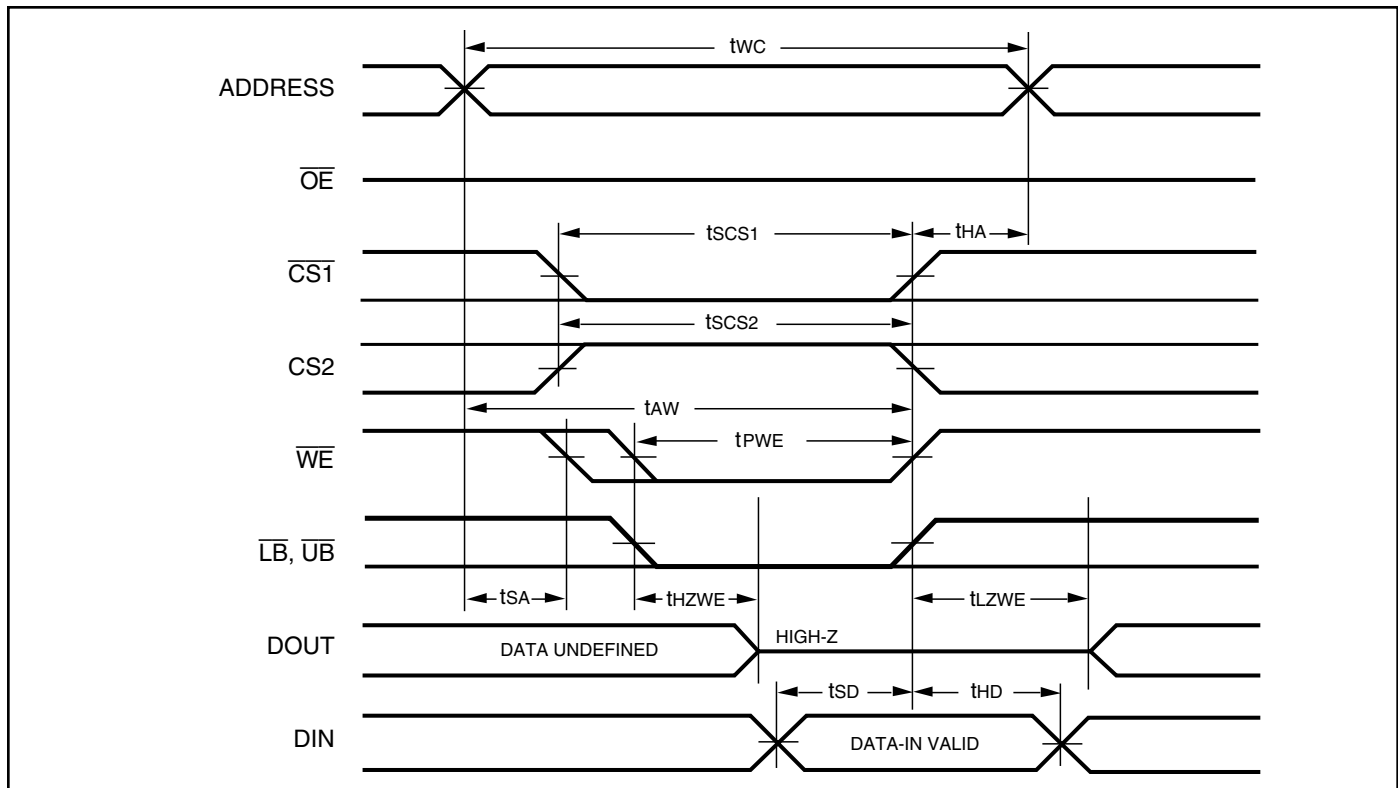 tWC
ADDRESS
OE
tSCS1
tHA
CS1
tSCS2
CS2
tAW
tPWE
WE
LB, UB
tSA
tHZWE
tLZWE
DOUT
DATA UNDEFINED
HIGH-Z
tSD
tHD
DIN
DATA-IN VALID